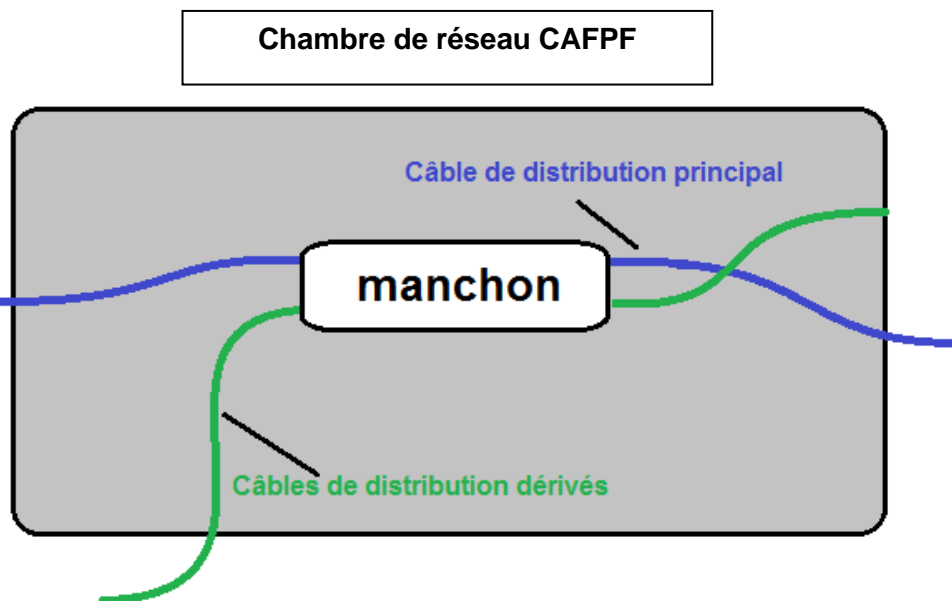 Chambre de réseau CAFPF
Câble de distribution principal
manchon
Câbles de distribution dérivés